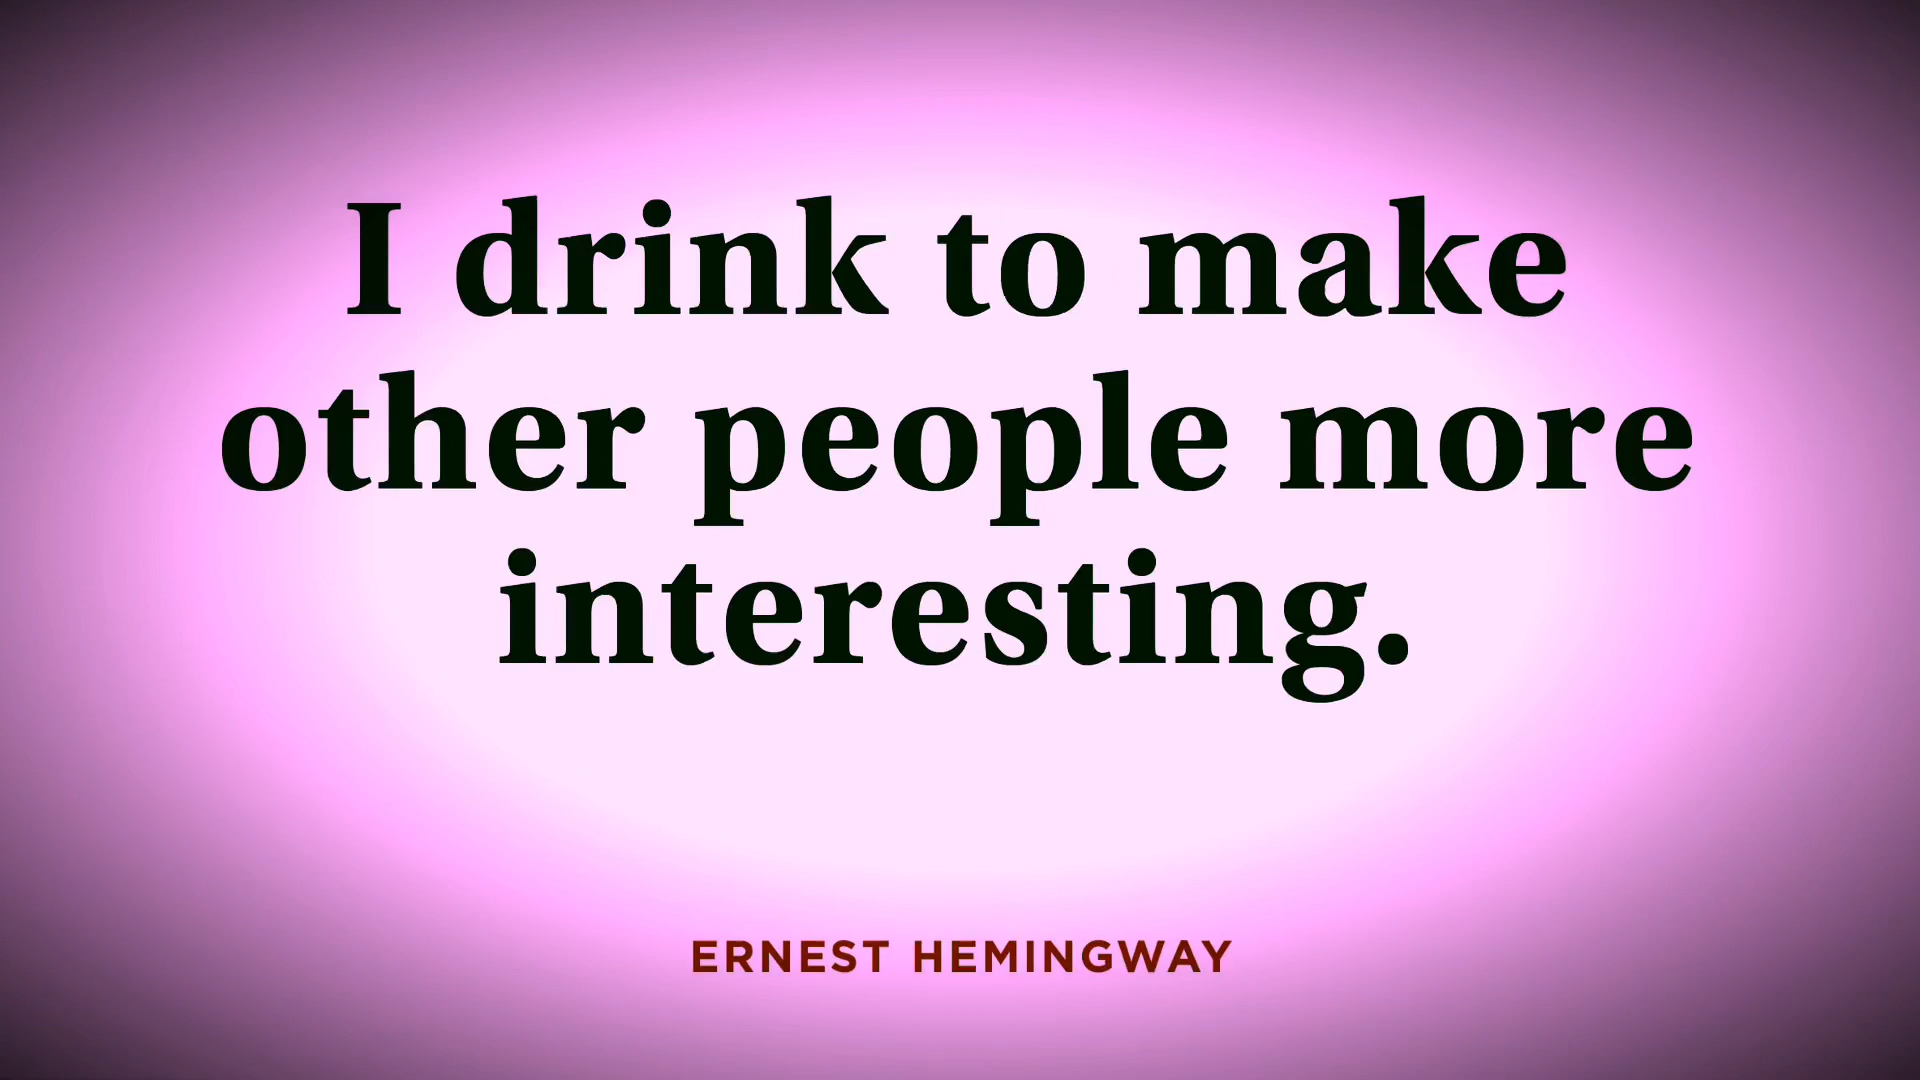 I drink to make
other people more
interesting.
ERNEST HEMINGWAY